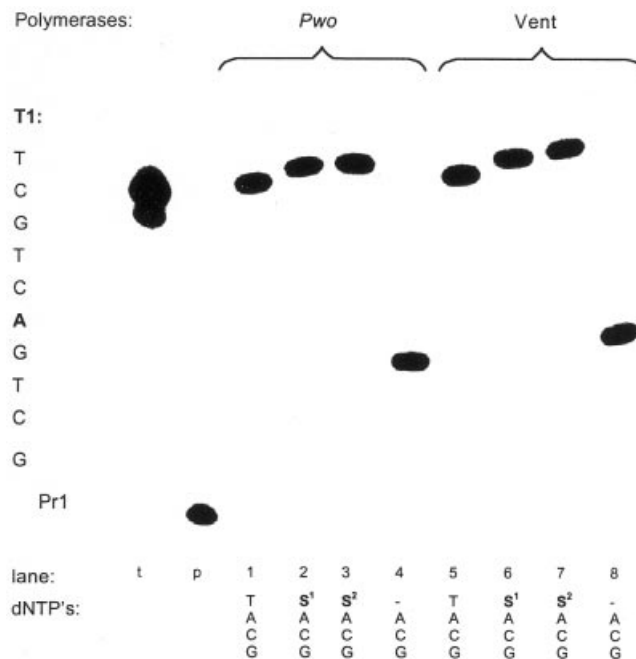 Polymerases: Pwo Vent
T1:
T
C
G
T
C
A
G
T
C
G
Pr1
lane: t p 1 2 3 4 5 6 7 8
dNTP's: T S¹ S² - T S¹ S² -
A A A A A A A A
C C C C C C C C
G G G G G G G G